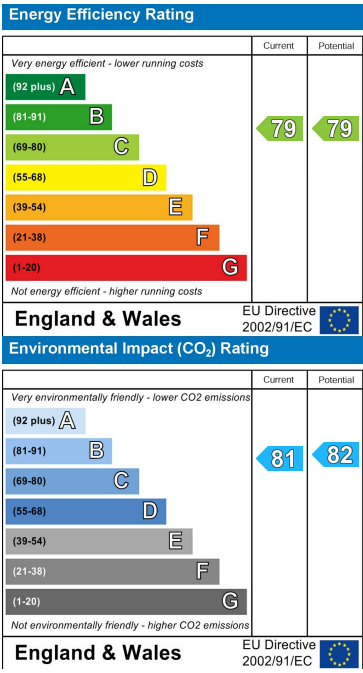 Energy Efficiency Rating
Current Potential
Very energy efficient - lower running costs
(92 plus) A
(81-91) B
(69-80) C
79 79
(55-68) D
(39-54) E
(21-38) F
(1-20) G
Not energy efficient - higher running costs
England & Wales
EU Directive
2002/91/EC
Environmental Impact (CO₂) Rating
Current Potential
Very environmentally friendly - lower CO2 emissions
(92 plus) A
(81-91) B
81 82
(69-80) C
(55-68) D
(39-54) E
(21-38) F
(1-20) G
Not environmentally friendly - higher CO2 emissions
England & Wales
EU Directive
2002/91/EC